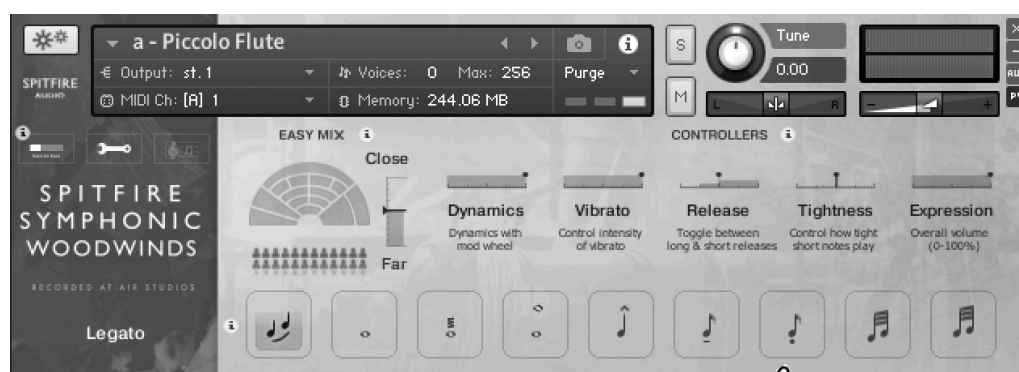 a - Piccolo Flute
S
Tune
SPITFIRE
AUDIO
Output: st. 1
Voices: 0 Max: 256
Purge
0.00
MIDI Ch: [A] 1
Memory: 244.06 MB
M
L
R
EASY MIX
CONTROLLERS
Close
Far
SPITFIRE
SYMPHONIC
WOODWINDS
RECORDED AT AIR STUDIOS
Legato
Dynamics
Dynamics with
mod wheel
Vibrato
Control intensity
of vibrato
Release
Toggle between
long & short releases
Tightness
Control how tight
short notes play
Expression
Overall volume
(0-100%)